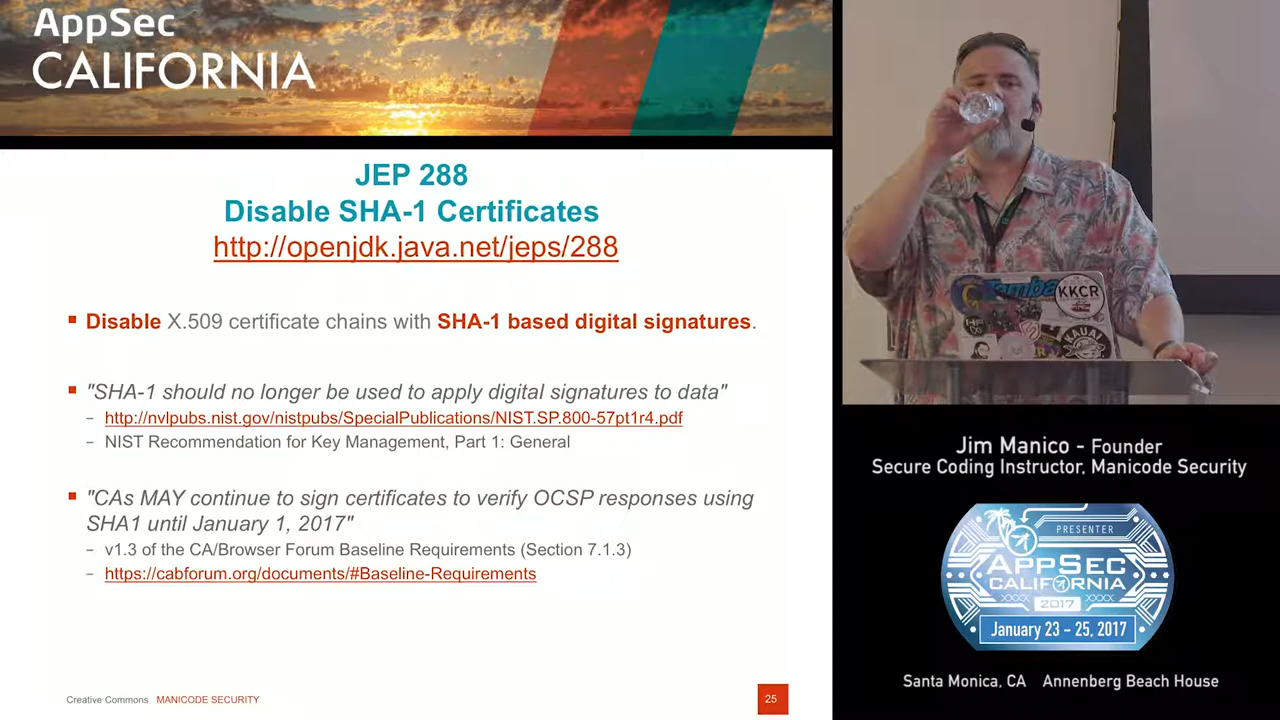 AppSec
CALIFORNIA
JEP 288
Disable SHA-1 Certificates
http://openjdk.java.net/jeps/288
Disable X.509 certificate chains with SHA-1 based digital signatures.
"SHA-1 should no longer be used to apply digital signatures to data"
– http://nvlpubs.nist.gov/nistpubs/SpecialPublications/NIST.SP.800-57pt1r4.pdf
– NIST Recommendation for Key Management, Part 1: General
"CAs MAY continue to sign certificates to verify OCSP responses using
SHA1 until January 1, 2017"
– v1.3 of the CA/Browser Forum Baseline Requirements (Section 7.1.3)
– https://cabforum.org/documents/#Baseline-Requirements
Creative Commons MANICODE SECURITY
25
KKCR
KAUAI
Jim Manico - Founder
Secure Coding Instructor, Manicode Security
PRESENTER
APPSEC
CALIFORNIA
2017
January 23 – 25, 2017
Santa Monica, CA Annenberg Beach House